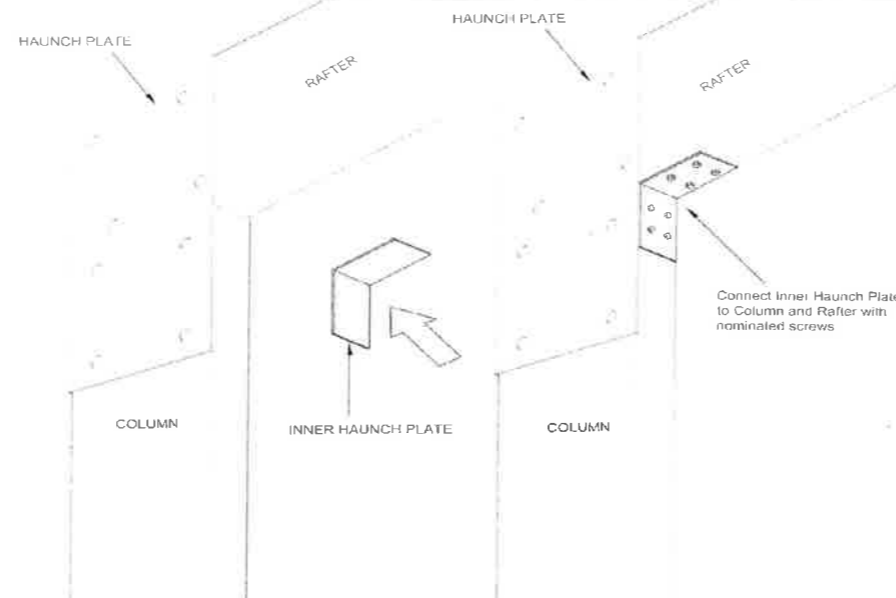 HAUNCH PLATE
RAFTER
COLUMN
INNER HAUNCH PLATE
HAUNCH PLATE
RAFTER
COLUMN
Connect Inner Haunch Plate
to Column and Rafter with
nominated screws